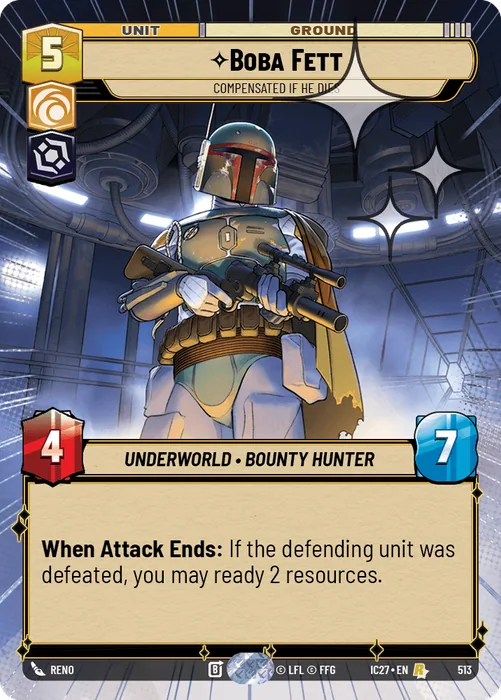 UNIT
GROUND
5
BOBA FETT
COMPENSATED IF HE DIES
4
7
UNDERWORLD • BOUNTY HUNTER
When Attack Ends: If the defending unit was
defeated, you may ready 2 resources.
RENO
B
© LFL © FFG
IC27 • EN
R
513